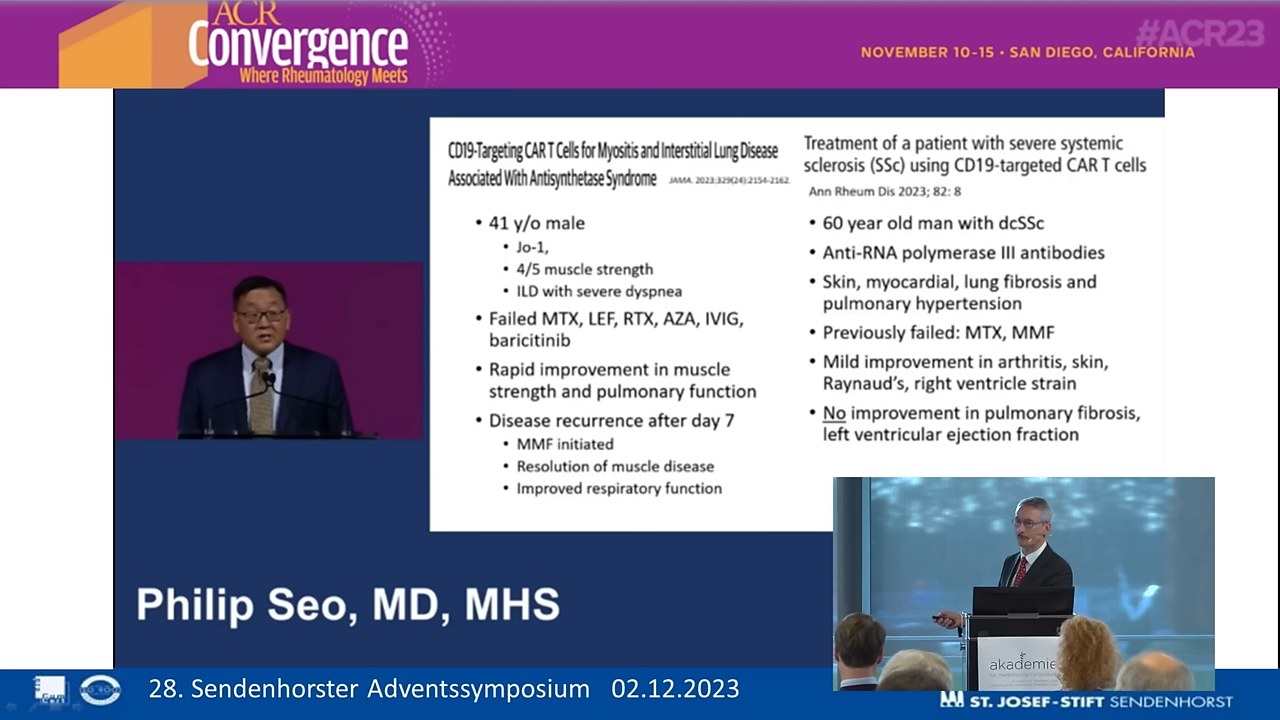 ACR
Convergence
Where Rheumatology Meets
#ACR23
NOVEMBER 10-15 • SAN DIEGO, CALIFORNIA
CD19-Targeting CAR T Cells for Myositis and Interstitial Lung Disease
Associated With Antisynthetase Syndrome JAMA. 2023;329(24):2154-2162.
• 41 y/o male
• Jo-1,
• 4/5 muscle strength
• ILD with severe dyspnea
• Failed MTX, LEF, RTX, AZA, IVIG,
baricitinib
• Rapid improvement in muscle
strength and pulmonary function
• Disease recurrence after day 7
• MMF initiated
• Resolution of muscle disease
• Improved respiratory function
Treatment of a patient with severe systemic
sclerosis (SSc) using CD19-targeted CAR T cells
Ann Rheum Dis 2023; 82: 8
• 60 year old man with dcSSc
• Anti-RNA polymerase III antibodies
• Skin, myocardial, lung fibrosis and
pulmonary hypertension
• Previously failed: MTX, MMF
• Mild improvement in arthritis, skin,
Raynaud's, right ventricle strain
• No improvement in pulmonary fibrosis,
left ventricular ejection fraction
Philip Seo, MD, MHS
akademie
28. Sendenhorster Adventssymposium 02.12.2023
ST. JOSEF-STIFT SENDENHORST